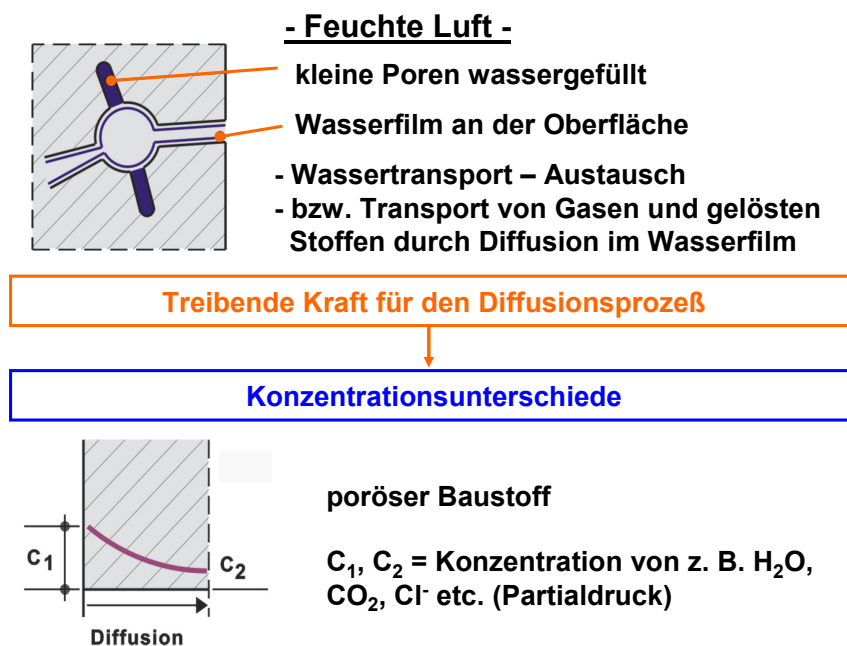 - Feuchte Luft -
kleine Poren wassergefüllt
Wasserfilm an der Oberfläche
- Wassertransport – Austausch
- bzw. Transport von Gasen und gelösten
Stoffen durch Diffusion im Wasserfilm
Treibende Kraft für den Diffusionsprozeß
Konzentrationsunterschiede
poröser Baustoff
C₁
C₂
C₁, C₂ = Konzentration von z. B. H₂O,
CO₂, Cl⁻ etc. (Partialdruck)
Diffusion